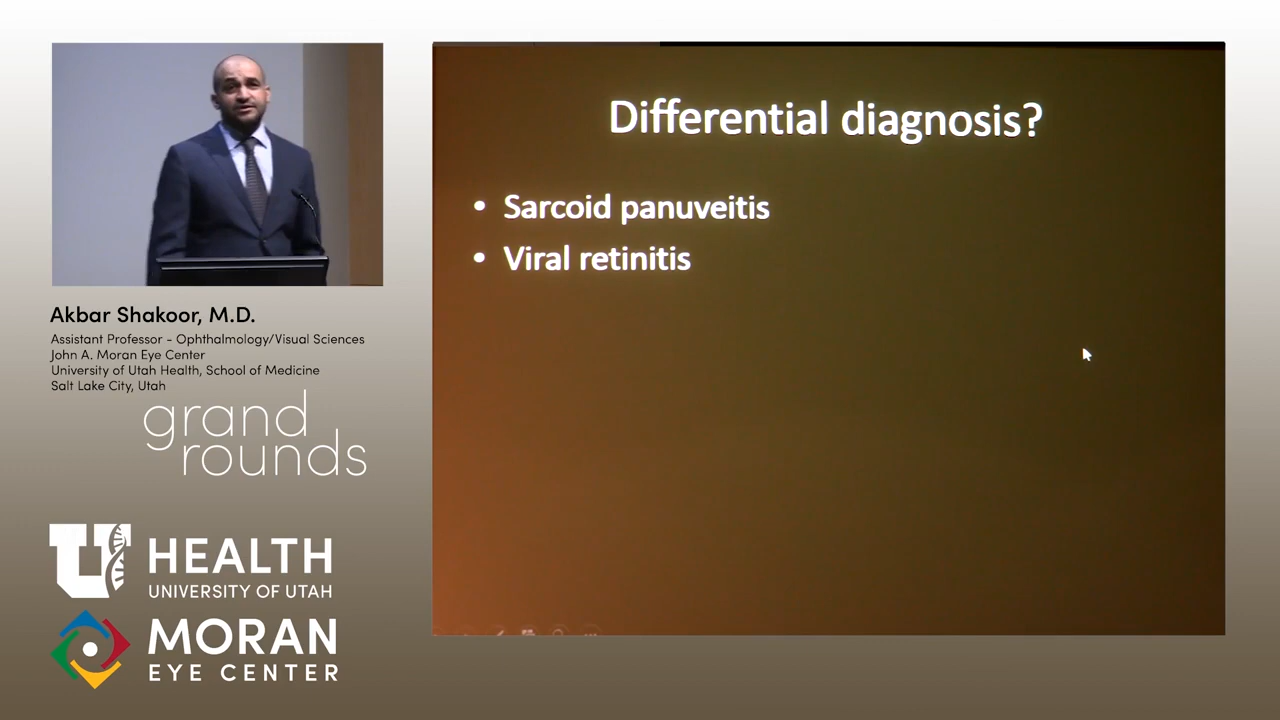 Differential diagnosis?
• Sarcoid panuveitis
• Viral retinitis
Akbar Shakoor, M.D.
Assistant Professor - Ophthalmology/Visual Sciences
John A. Moran Eye Center
University of Utah Health, School of Medicine
Salt Lake City, Utah
grand
rounds
U HEALTH
UNIVERSITY OF UTAH
MORAN
EYE CENTER